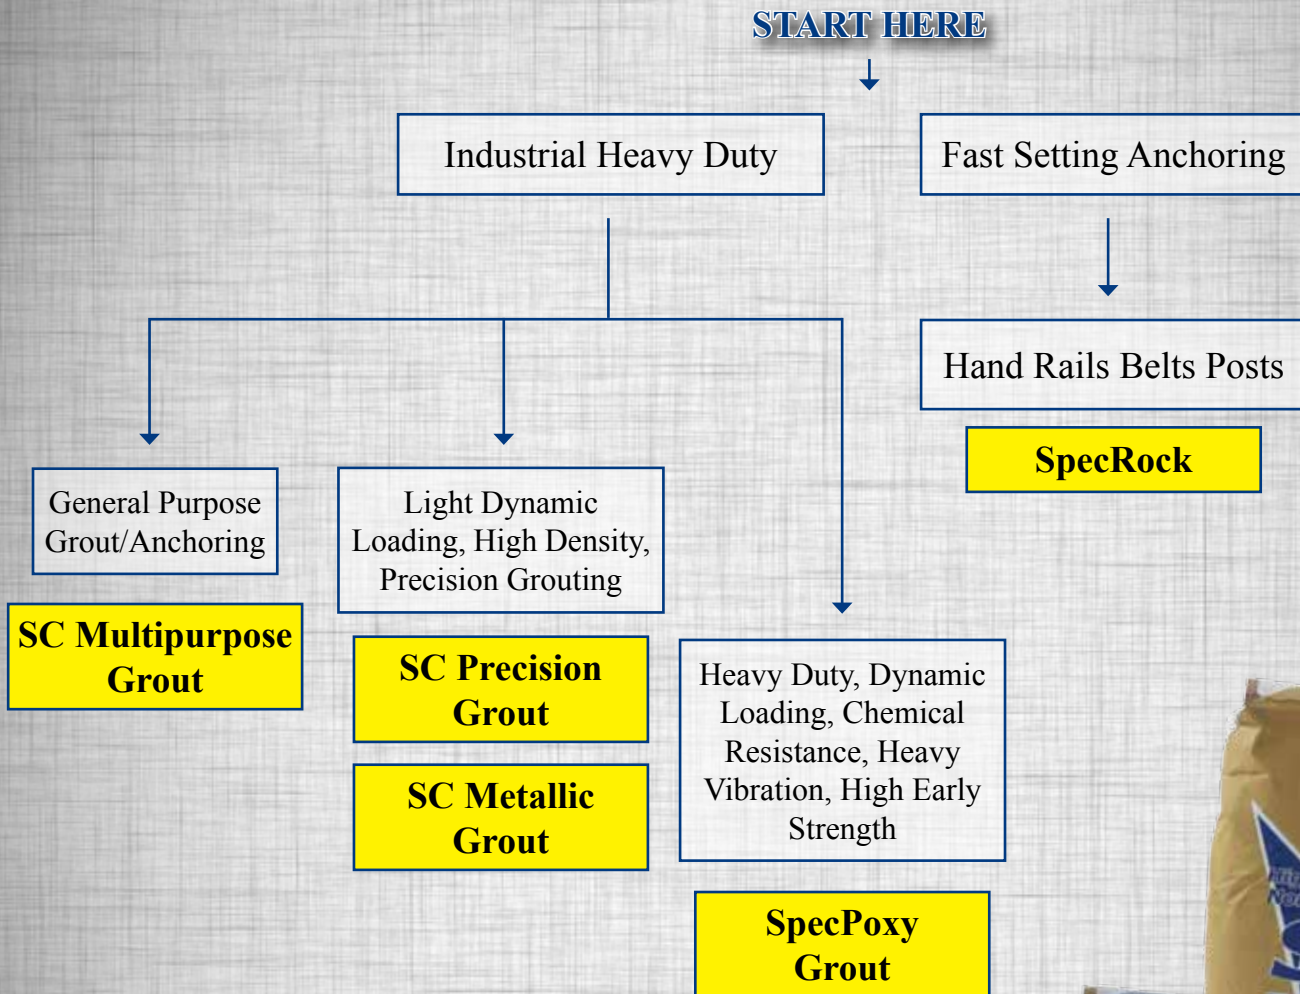 START HERE
Industrial Heavy Duty
Fast Setting Anchoring
Hand Rails Belts Posts
SpecRock
General Purpose
Grout/Anchoring
SC Multipurpose
Grout
Light Dynamic
Loading, High Density,
Precision Grouting
SC Precision
Grout
SC Metallic
Grout
Heavy Duty, Dynamic
Loading, Chemical
Resistance, Heavy
Vibration, High Early
Strength
SpecPoxy
Grout